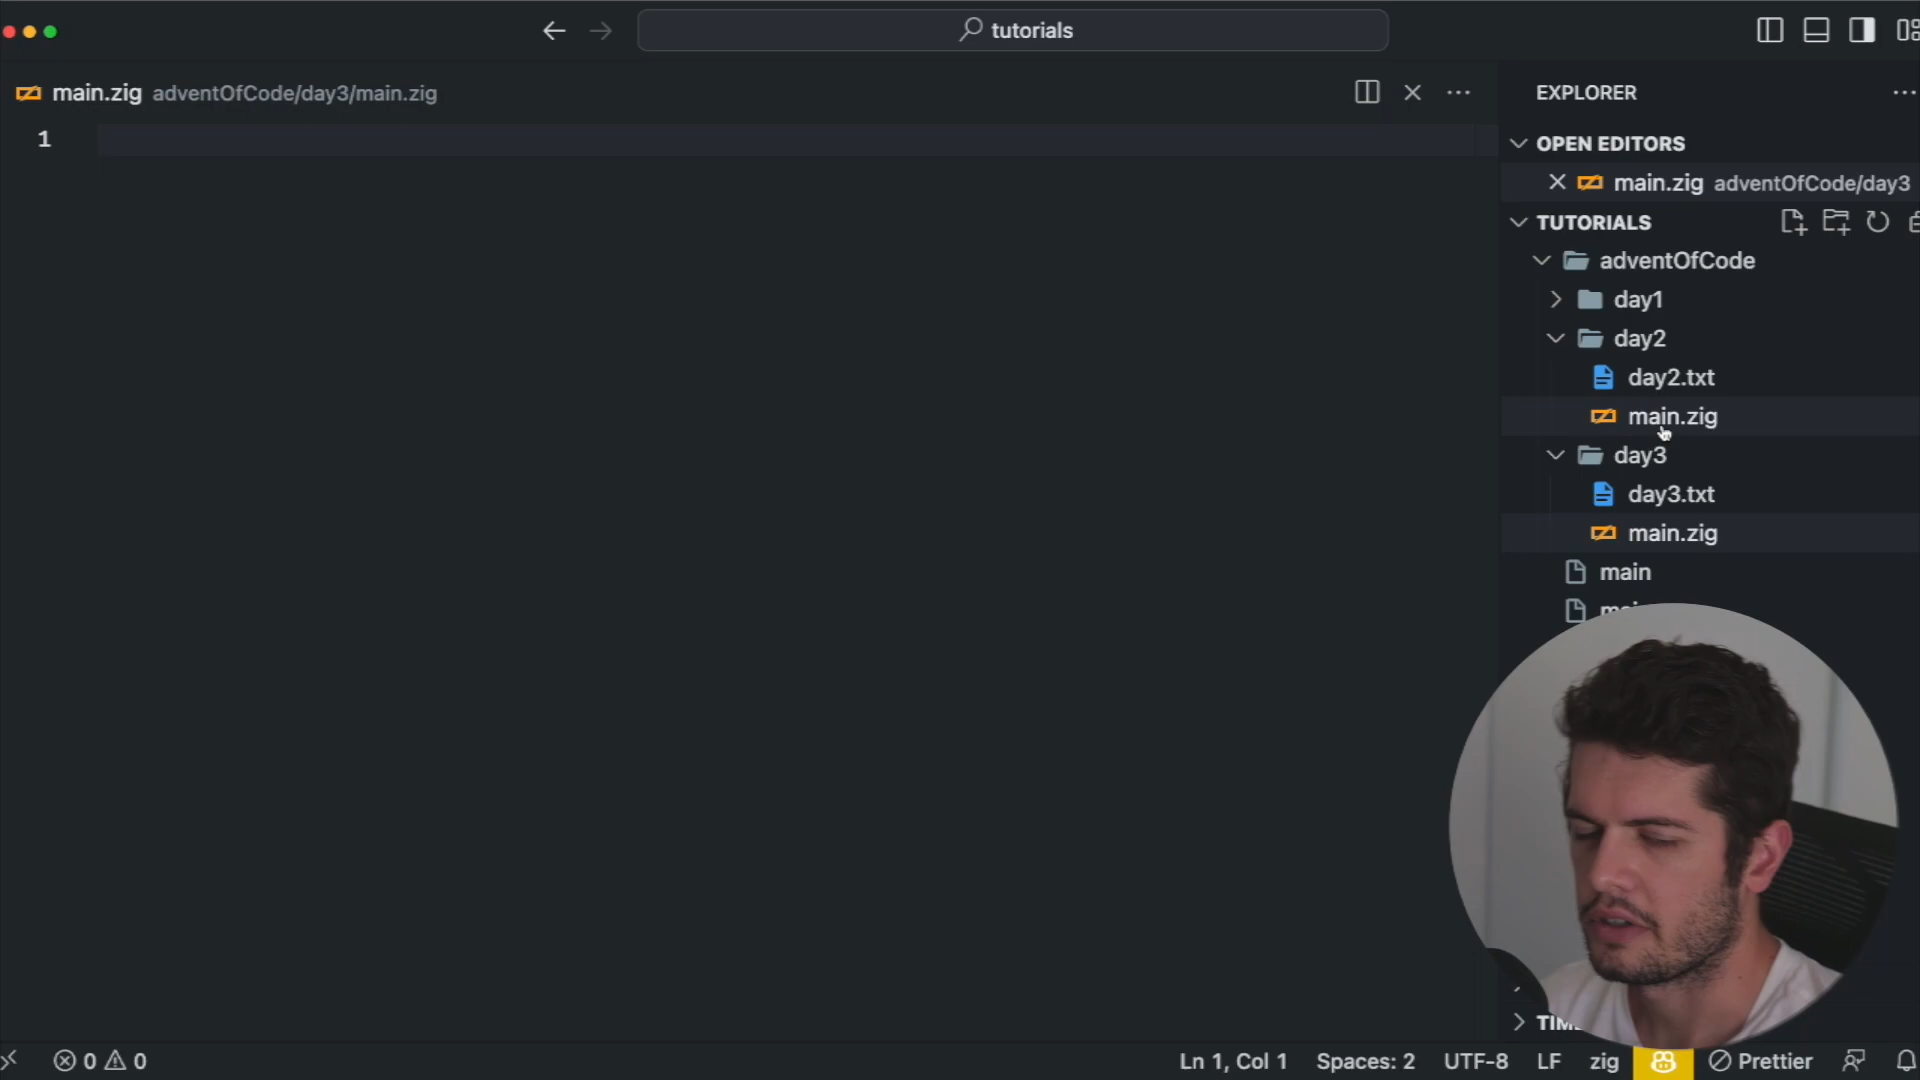 tutorials
main.zig adventOfCode/day3/main.zig
1
EXPLORER
OPEN EDITORS
main.zig adventOfCode/day3
TUTORIALS
adventOfCode
day1
day2
day2.txt
main.zig
day3
day3.txt
main.zig
main
0 0
Ln 1, Col 1 Spaces: 2 UTF-8 LF zig Prettier